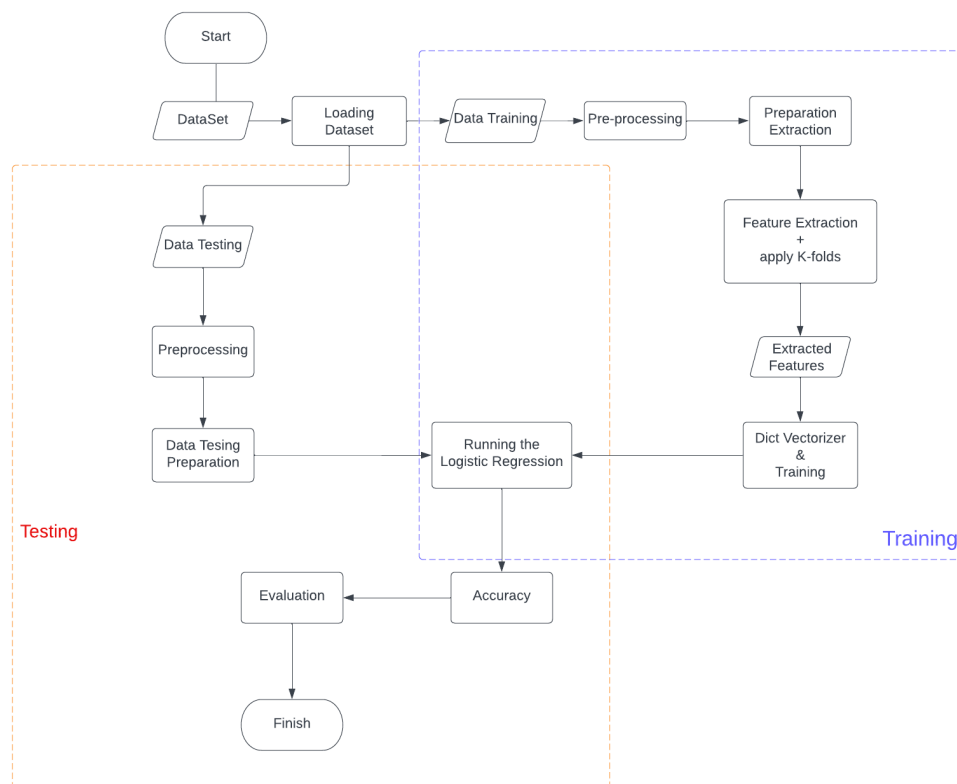 Start
DataSet
Loading
Dataset
Data Training
Pre-processing
Preparation
Extraction
Feature Extraction
+
apply K-folds
Extracted
Features
Dict Vectorizer
&
Training
Data Testing
Preprocessing
Data Tesing
Preparation
Running the
Logistic Regression
Testing
Training
Accuracy
Evaluation
Finish